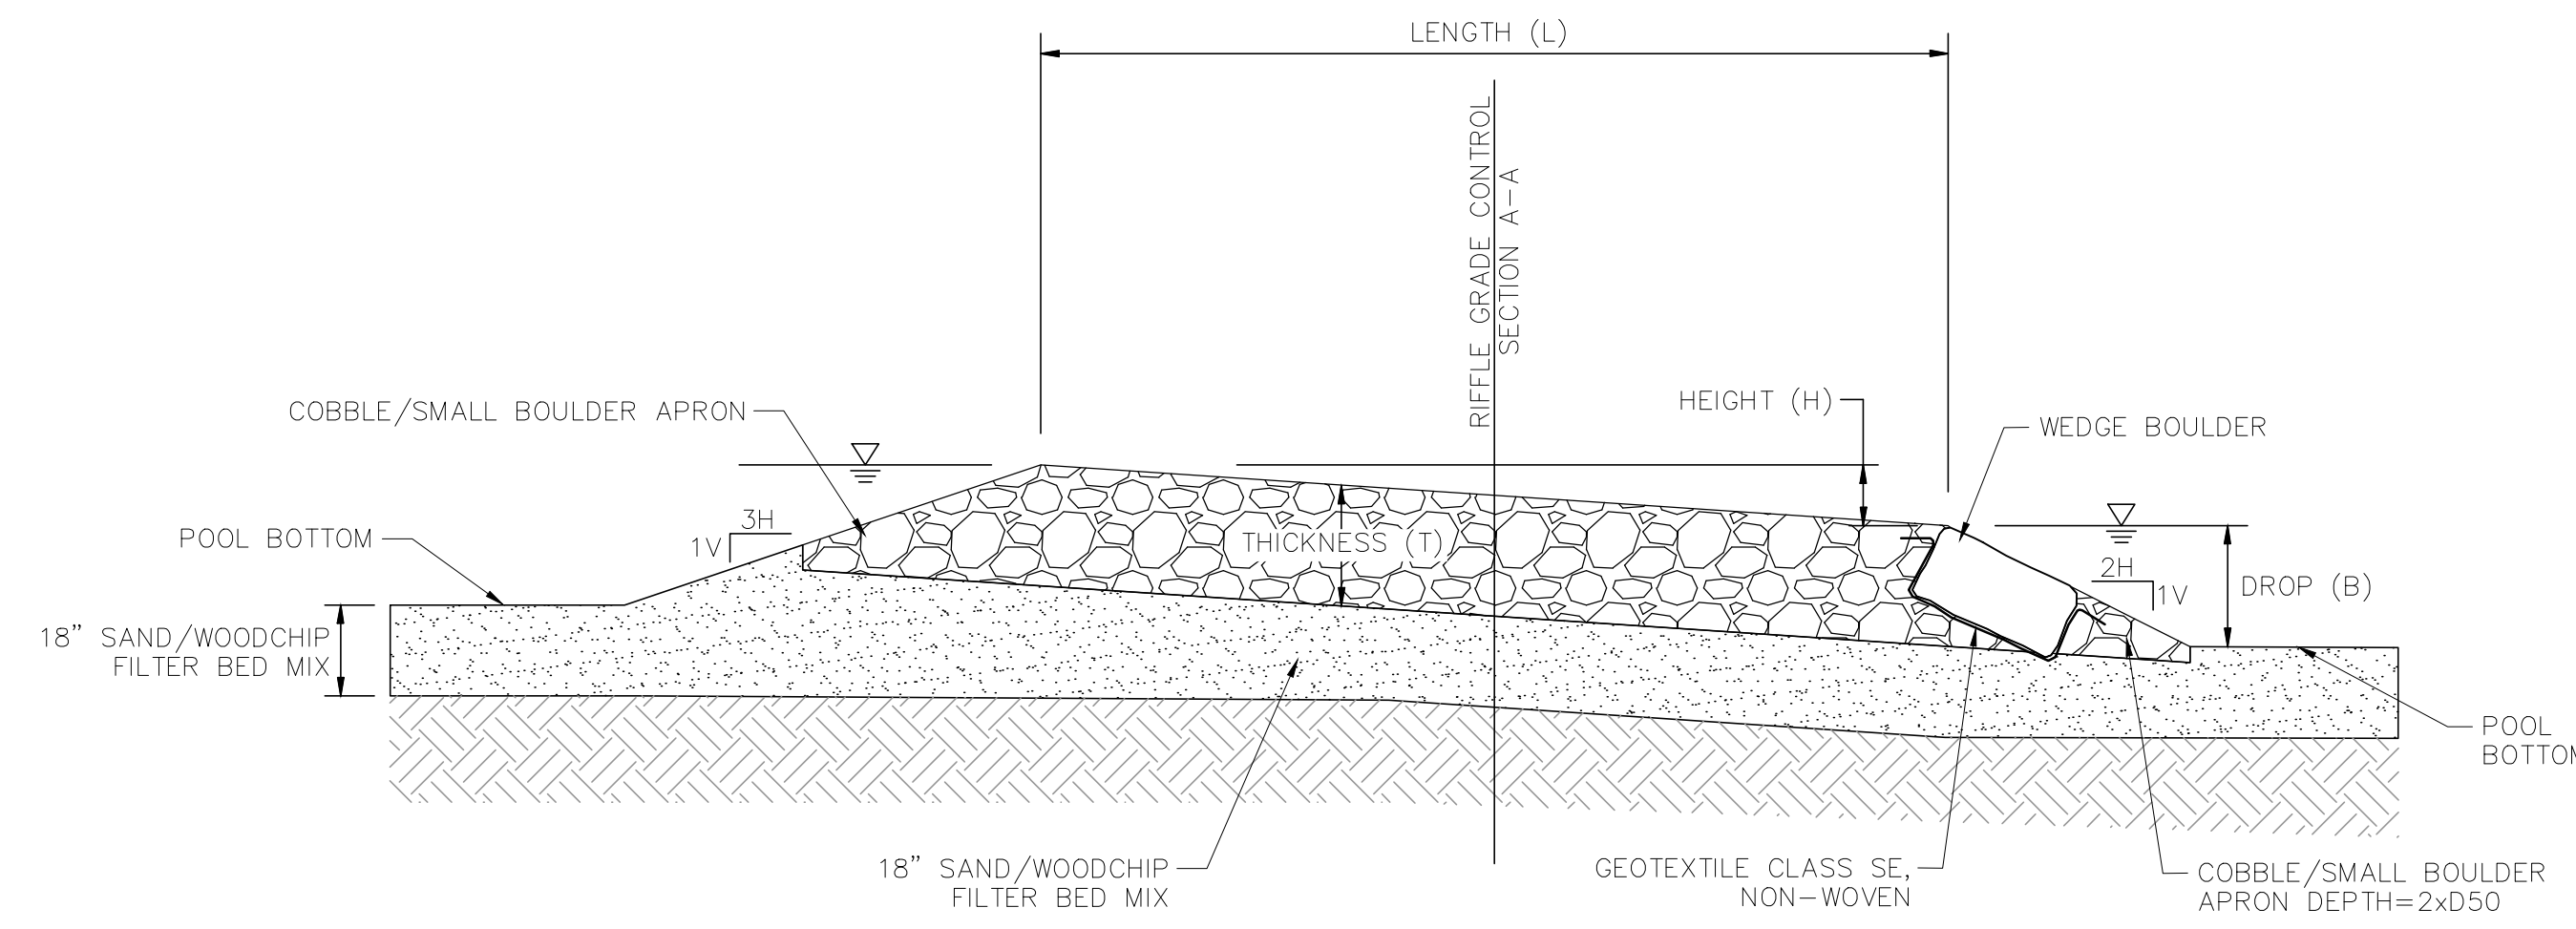 LENGTH (L)
RIFFLE GRADE CONTROL
SECTION A-A
HEIGHT (H)
COBBLE/SMALL BOULDER APRON
WEDGE BOULDER
3H
1V
POOL BOTTOM
THICKNESS (T)
2H
1V
DROP (B)
18” SAND/WOODCHIP
FILTER BED MIX
POOL
BOTTOM
18” SAND/WOODCHIP
FILTER BED MIX
GEOTEXTILE CLASS SE,
NON-WOVEN
COBBLE/SMALL BOULDER
APRON DEPTH=2xD50